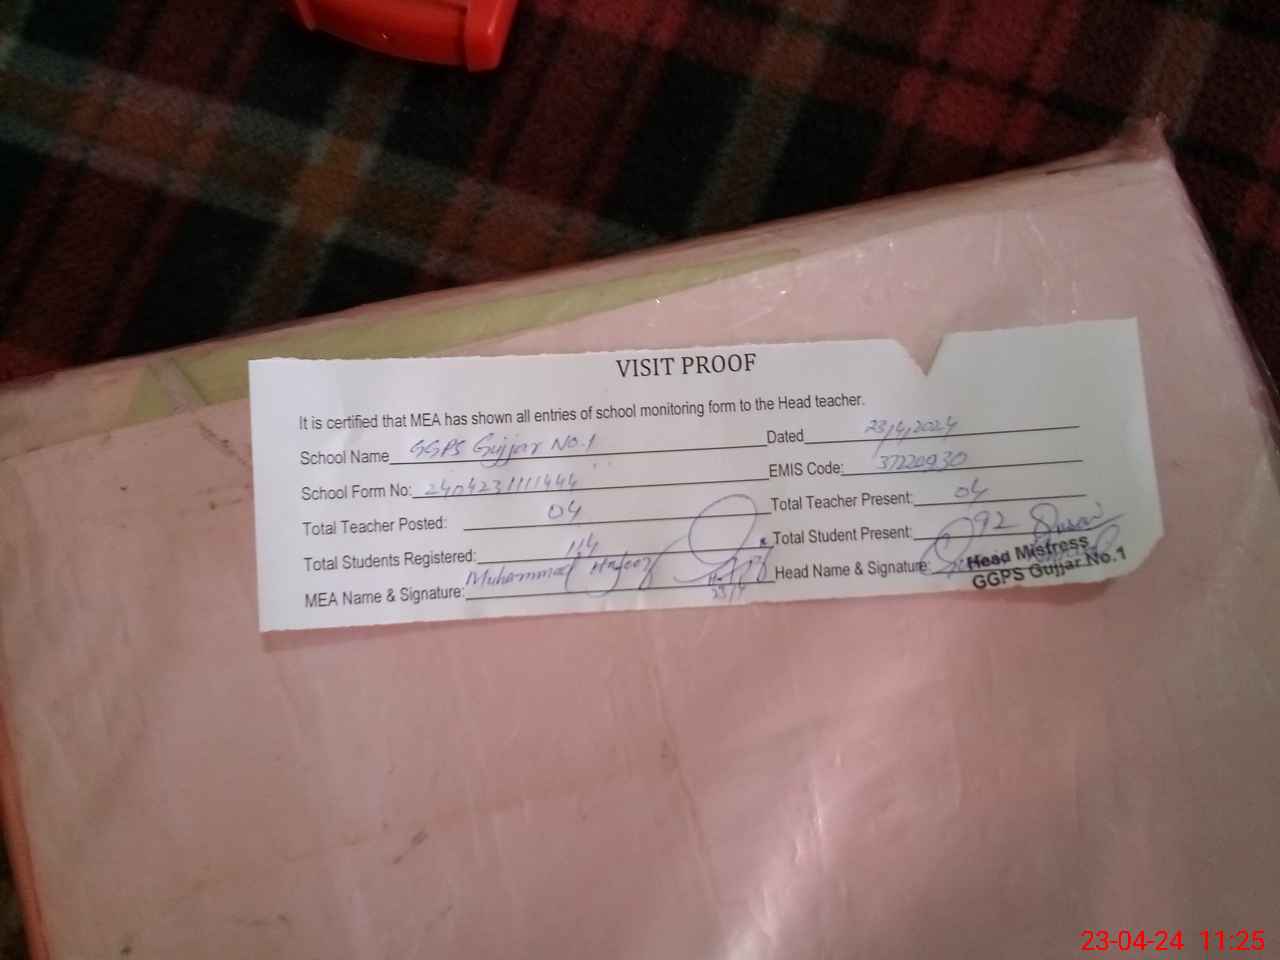 VISIT PROOF
It is certified that MEA has shown all entries of school monitoring form to the Head teacher.
School Name GGPS Gujjar No.1 Dated 23/4/2024
School Form No: 2404231111444 EMIS Code: 37220930
Total Teacher Posted: 04 Total Teacher Present: 04
Total Students Registered: 114 Total Student Present: 92
MEA Name & Signature: Muhammad Hafeez Head Name & Signature:
23/4
Head Mistress
GGPS Gujjar No.1
23-04-24 11:25